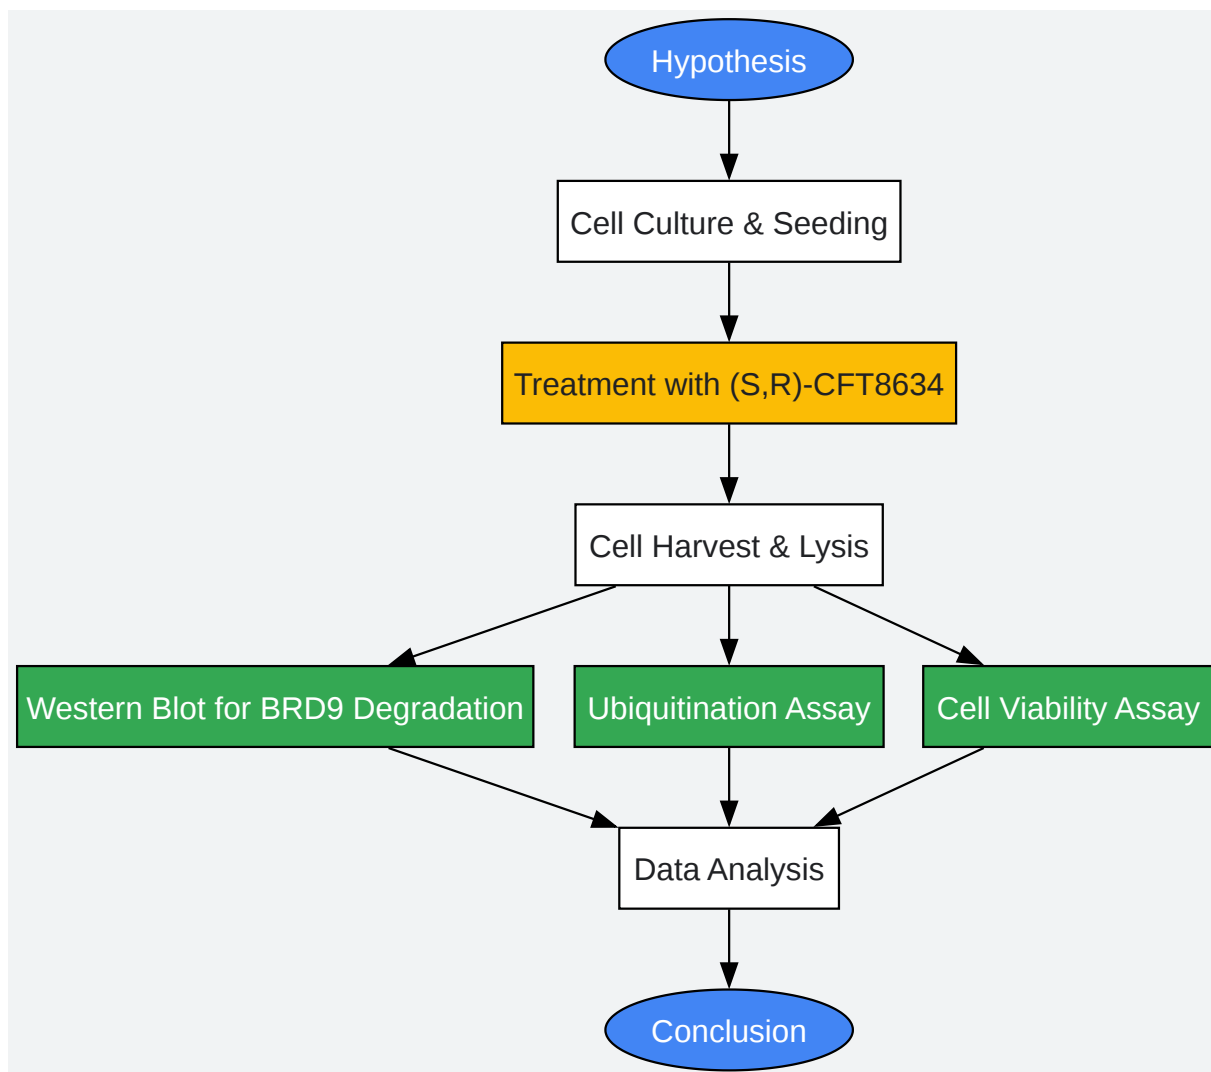 Hypothesis
Cell Culture & Seeding
Treatment with (S,R)-CFT8634
Cell Harvest & Lysis
Western Blot for BRD9 Degradation
Ubiquitination Assay
Cell Viability Assay
Data Analysis
Conclusion